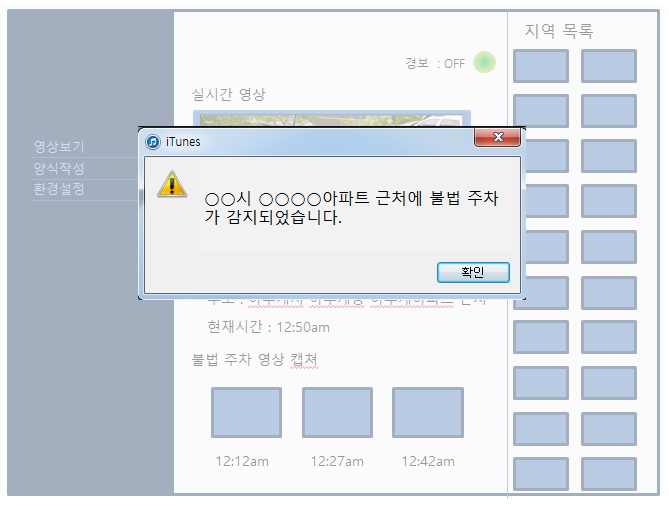 지역 목록
경보 : OFF
실시간 영상
영상보기
양식작성
환경설정
iTunes
○○시 ○○○○아파트 근처에 불법 주차
가 감지되었습니다.
확인
현재시간 : 12:50am
불법 주차 영상 캡쳐
12:12am
12:27am
12:42am